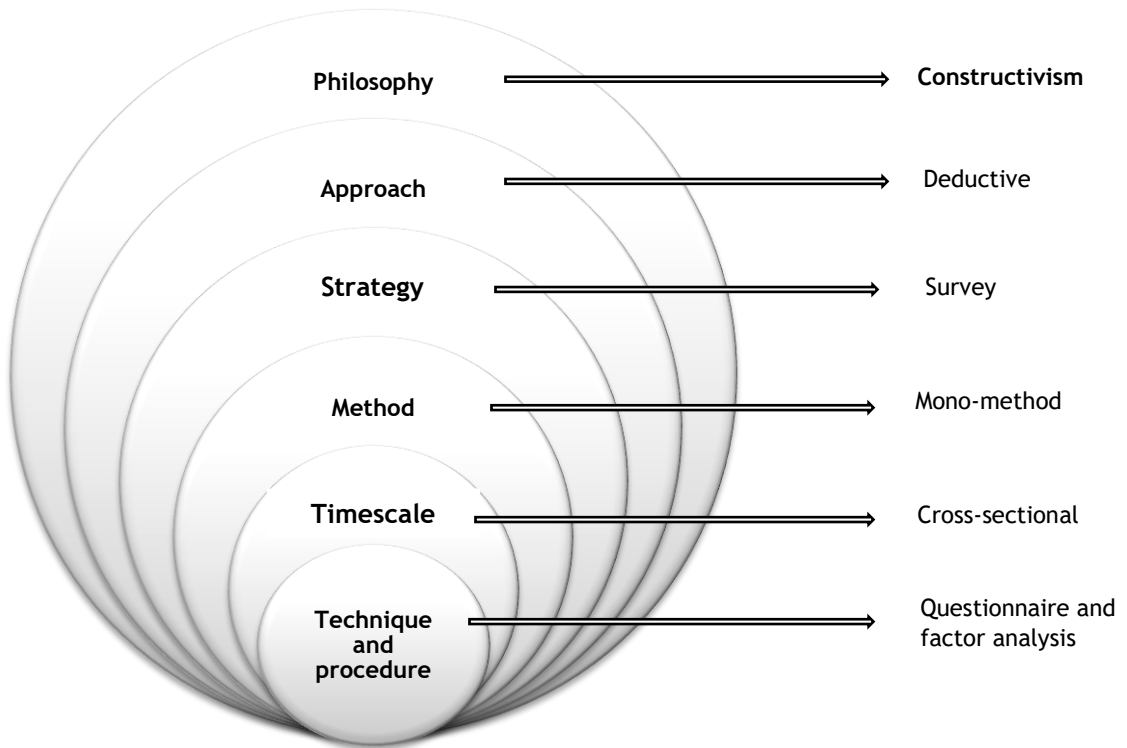 Philosophy
Constructivism
Approach
Deductive
Strategy
Survey
Method
Mono-method
Timescale
Cross-sectional
Technique
and
procedure
Questionnaire and
factor analysis